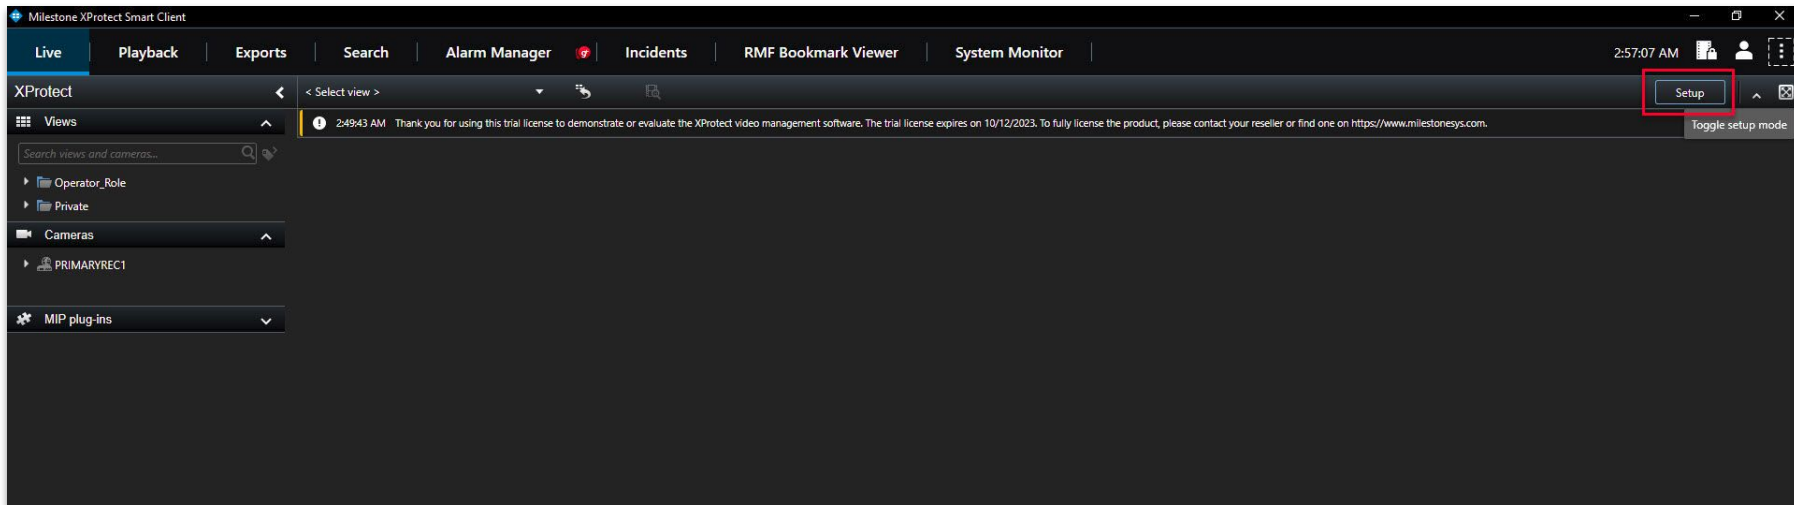 Milestone XProtect Smart Client
Live Playback Exports Search Alarm Manager Incidents RMF Bookmark Viewer System Monitor 2:57:07 AM
XProtect < Select view > Setup
Views
2:49:43 AM Thank you for using this trial license to demonstrate or evaluate the XProtect video management software. The trial license expires on 10/12/2023. To fully license the product, please contact your reseller or find one on https://www.milestonesys.com.
Toggle setup mode
Search views and cameras...
Operator_Role
Private
Cameras
PRIMARYREC1
MIP plug-ins